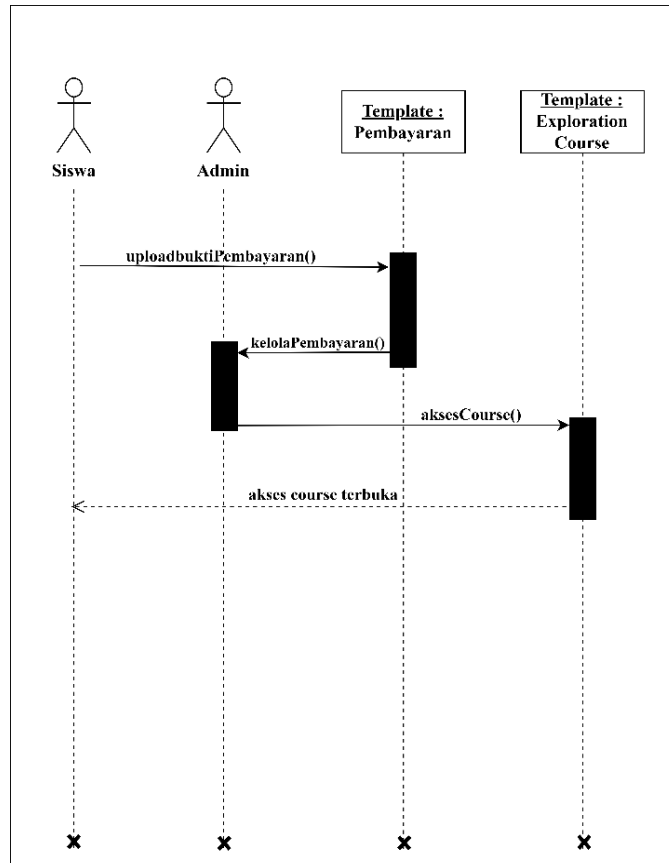 Siswa
Admin
Template :
Pembayaran
Template :
Exploration
Course
uploadbuktiPembayaran()
kelolaPembayaran()
aksesCourse()
akses course terbuka